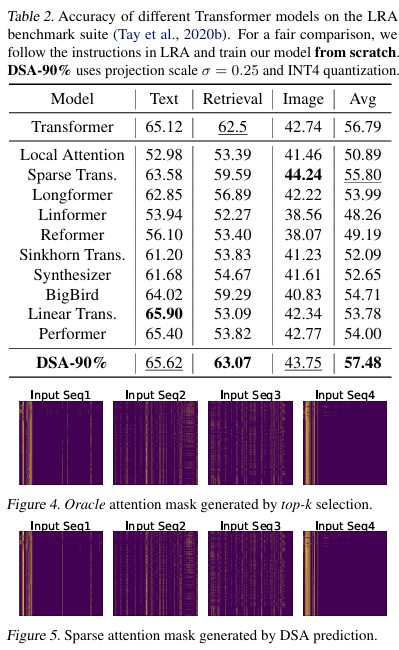 Table 2. Accuracy of different Transformer models on the LRA
benchmark suite (Tay et al., 2020b). For a fair comparison, we
follow the instructions in LRA and train our model from scratch.
DSA-90% uses projection scale σ = 0.25 and INT4 quantization.
Model Text Retrieval Image Avg
Transformer 65.12 62.5 42.74 56.79
Local Attention 52.98 53.39 41.46 50.89
Sparse Trans. 63.58 59.59 44.24 55.80
Longformer 62.85 56.89 42.22 53.99
Linformer 53.94 52.27 38.56 48.26
Reformer 56.10 53.40 38.07 49.19
Sinkhorn Trans. 61.20 53.83 41.23 52.09
Synthesizer 61.68 54.67 41.61 52.65
BigBird 64.02 59.29 40.83 54.71
Linear Trans. 65.90 53.09 42.34 53.78
Performer 65.40 53.82 42.77 54.00
DSA-90% 65.62 63.07 43.75 57.48
Input Seq1 Input Seq2 Input Seq3 Input Seq4
Figure 4. Oracle attention mask generated by top-k selection.
Input Seq1 Input Seq2 Input Seq3 Input Seq4
Figure 5. Sparse attention mask generated by DSA prediction.